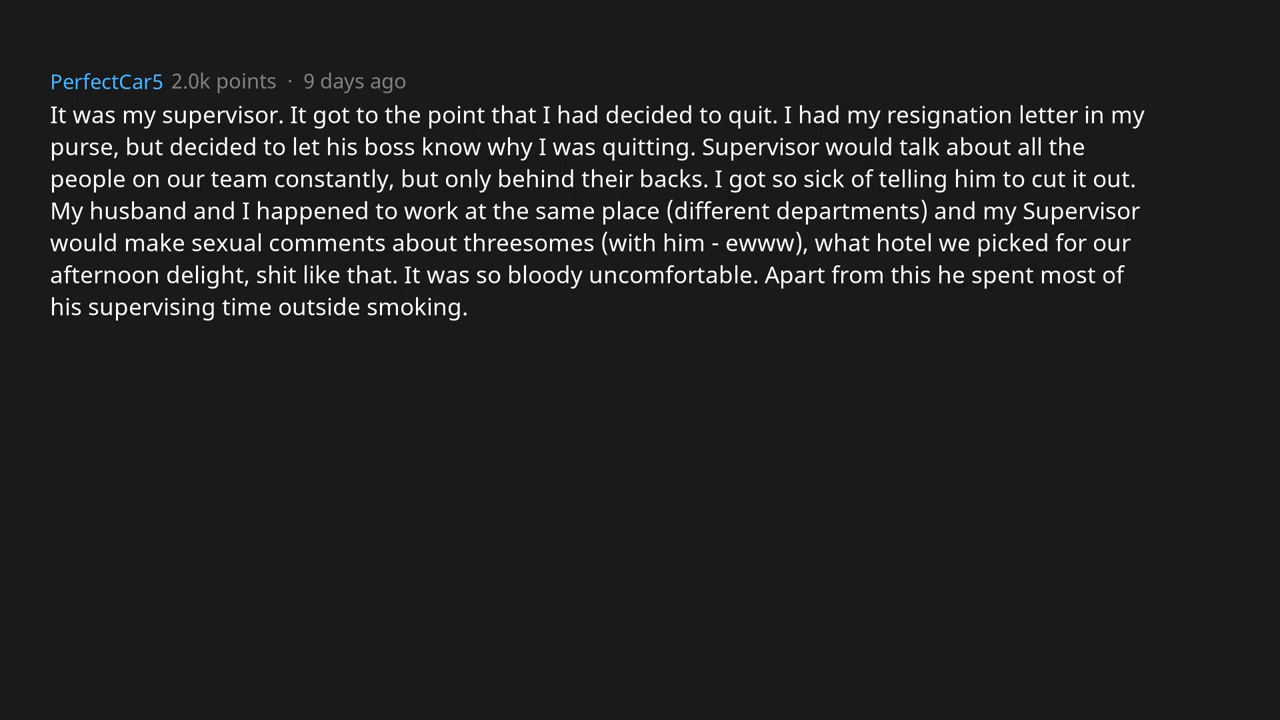 PerfectCar5 2.0k points · 9 days ago
It was my supervisor. It got to the point that I had decided to quit. I had my resignation letter in my
purse, but decided to let his boss know why I was quitting. Supervisor would talk about all the
people on our team constantly, but only behind their backs. I got so sick of telling him to cut it out.
My husband and I happened to work at the same place (different departments) and my Supervisor
would make sexual comments about threesomes (with him - ewww), what hotel we picked for our
afternoon delight, shit like that. It was so bloody uncomfortable. Apart from this he spent most of
his supervising time outside smoking.